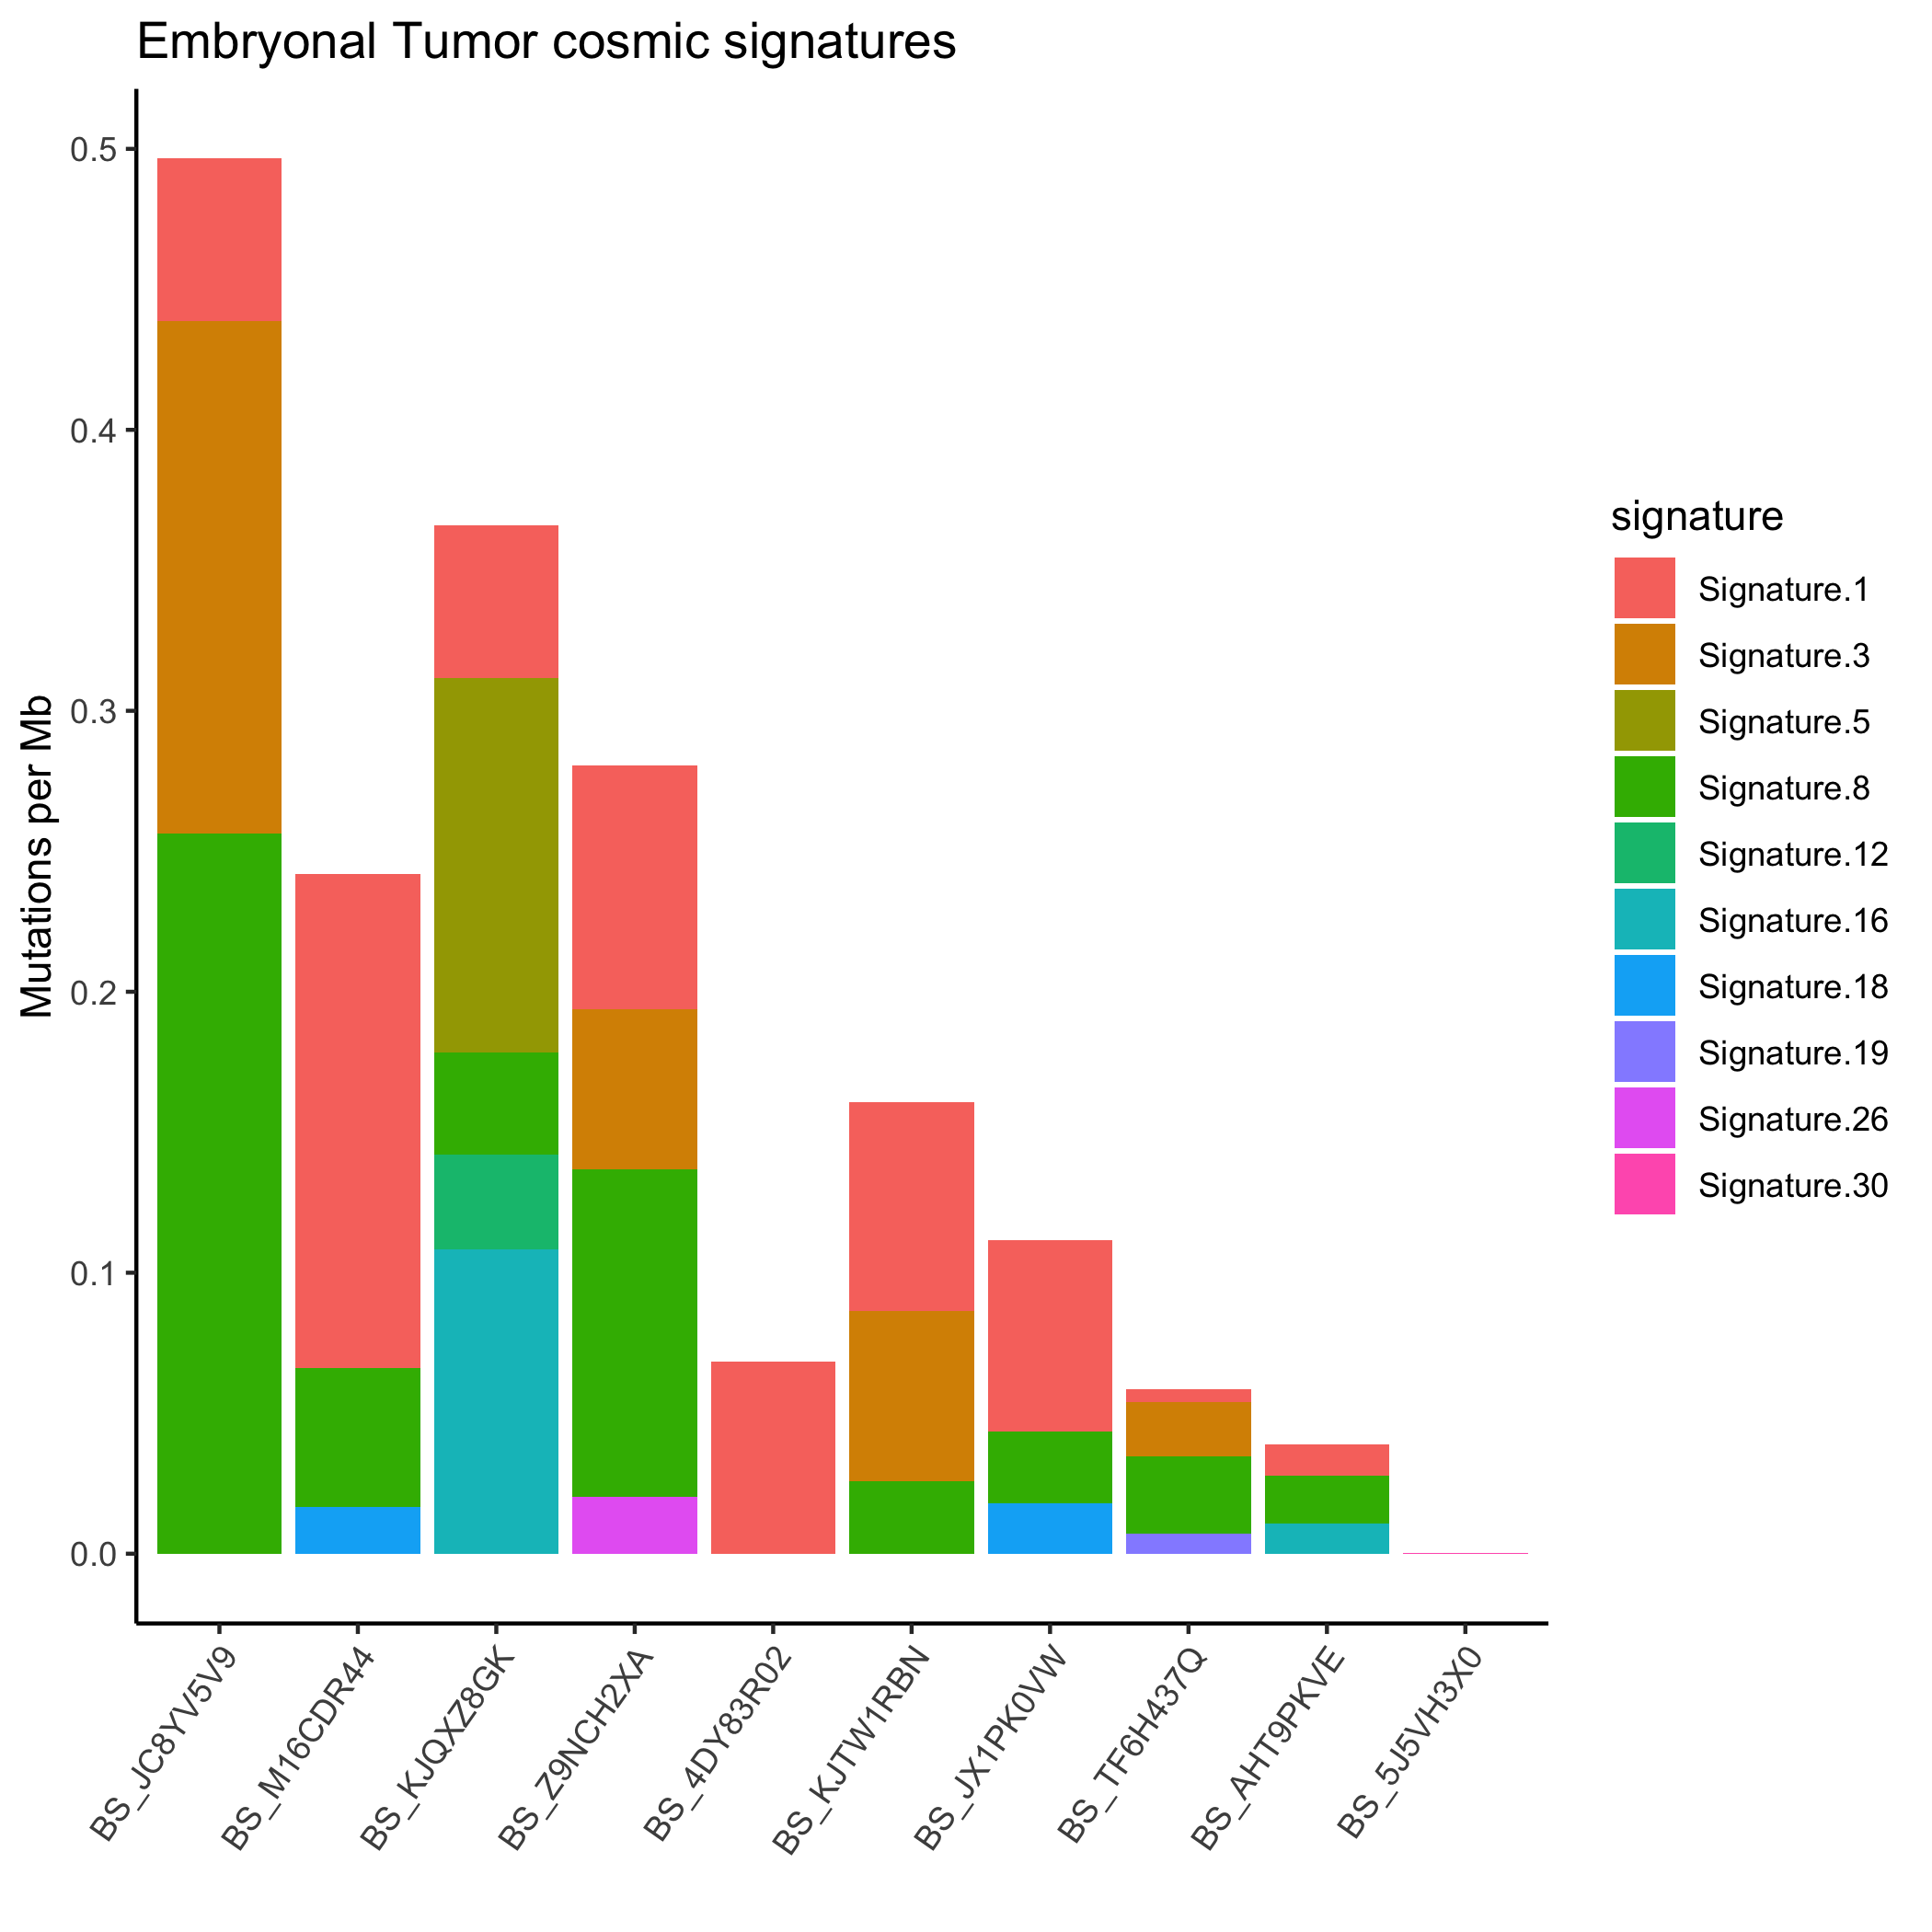 Embryonal Tumor cosmic signatures
Mutations per Mb
0.5
0.4
0.3
0.2
0.1
0.0
BS_JC8YV5V9
BS_M16CDR44
BS_KJQXZ8GK
BS_Z9NCH2XA
BS_4DY83R02
BS_KJTW1RBN
BS_JX1PK0VW
BS_TF6H437Q
BS_AHT9PKVE
BS_5J5VH3X0
signature
Signature.1
Signature.3
Signature.5
Signature.8
Signature.12
Signature.16
Signature.18
Signature.19
Signature.26
Signature.30